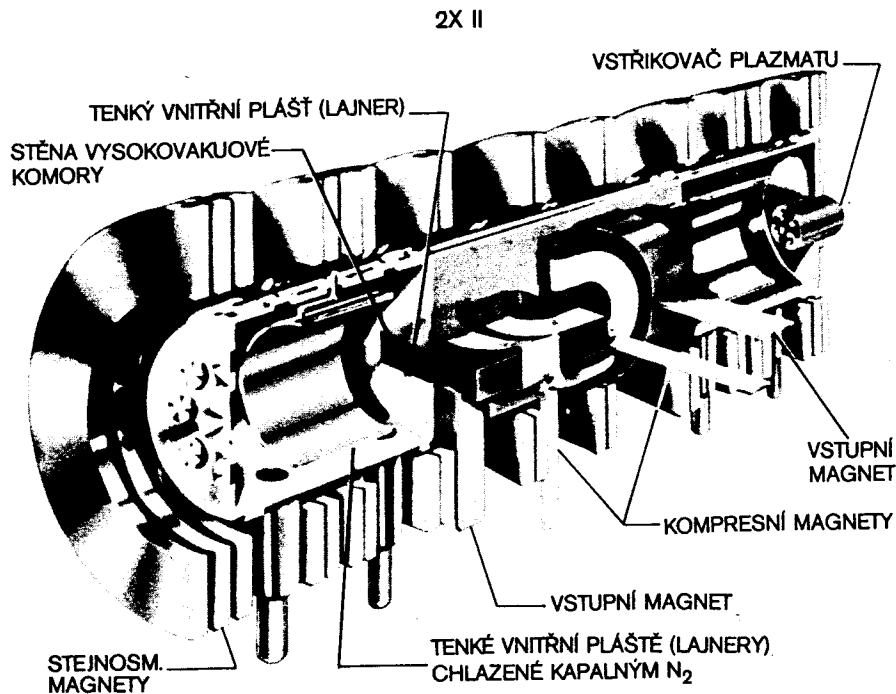 2X II
VSTŘIKOVAČ PLAZMATU
TENKÝ VNITŘNÍ PLÁŠŤ (LAJNER)
STĚNA VYSOKOVAKUOVÉ
KOMORY
VSTUPNÍ
MAGNET
KOMPRESNÍ MAGNETY
VSTUPNÍ MAGNET
TENKÉ VNITŘNÍ PLÁŠTĚ (LAJNERY)
CHLAZENÉ KAPALNÝM N₂
STEJNOSM.
MAGNETY